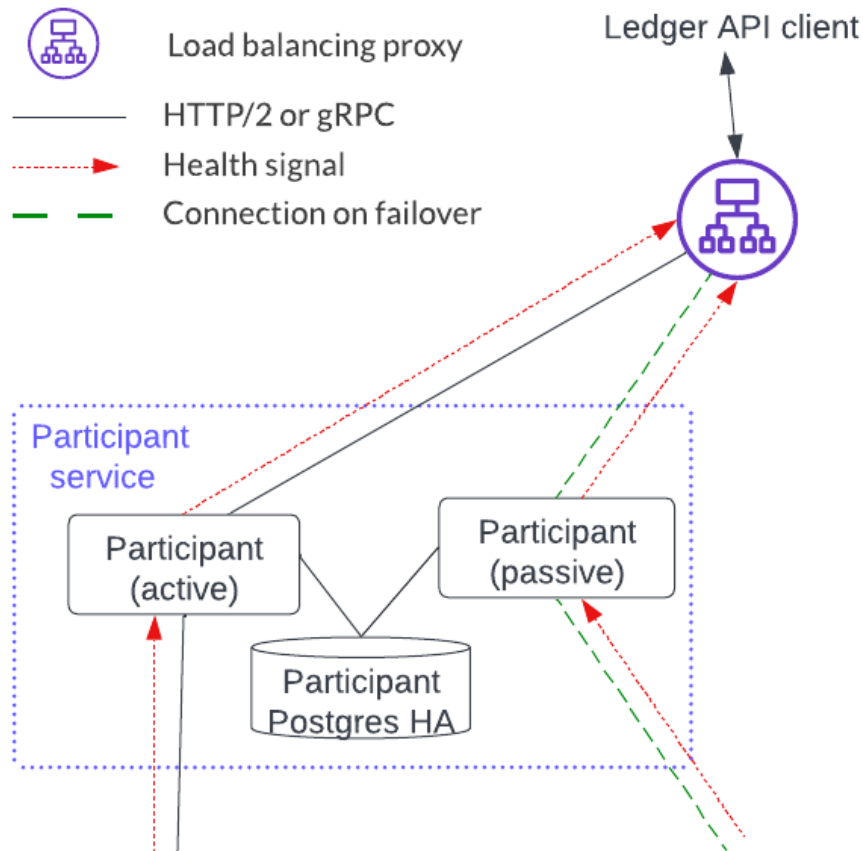 Load balancing proxy
Ledger API client
HTTP/2 or gRPC
Health signal
Connection on failover
Participant
service
Participant
(active)
Participant
(passive)
Participant
Postgres HA